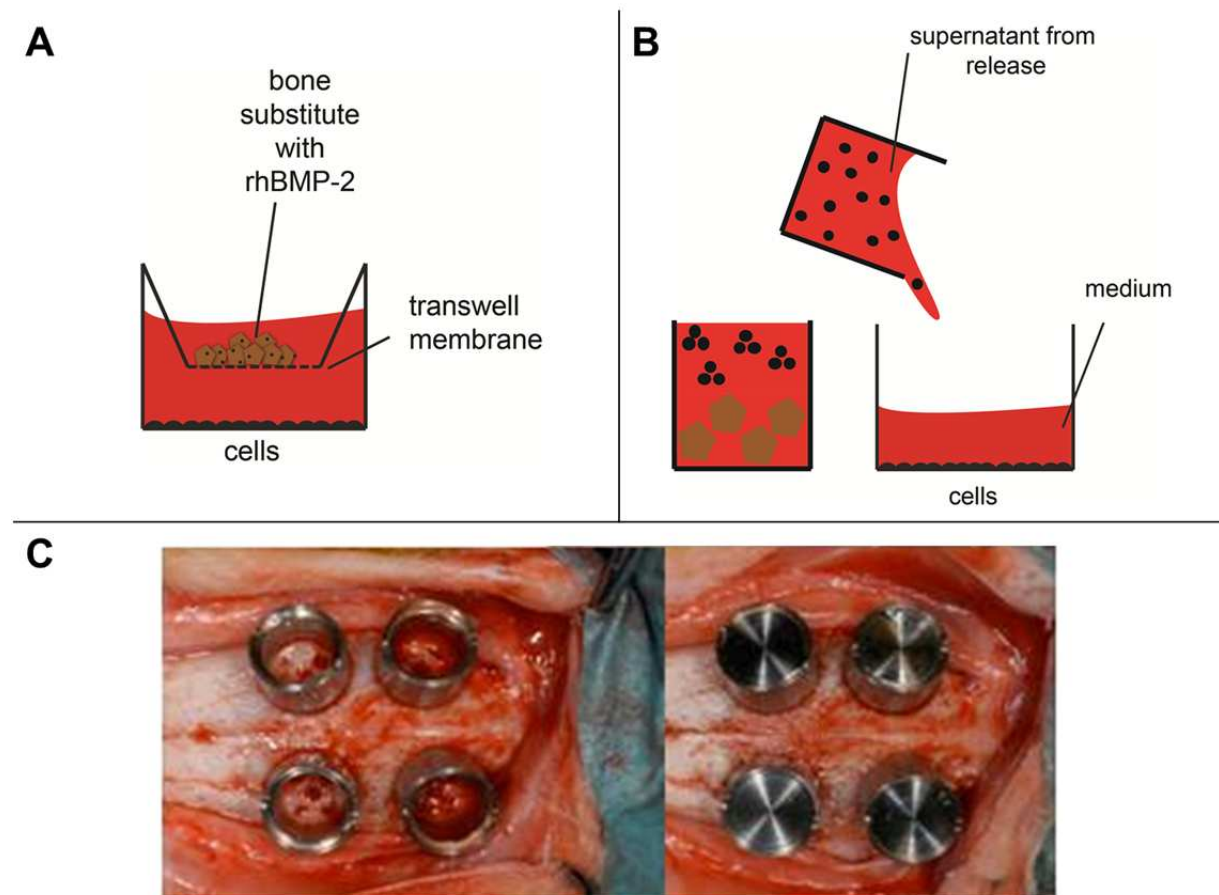 A
bone
substitute
with
rhBMP-2
transwell
membrane
cells
B
supernatant from
release
medium
cells
C